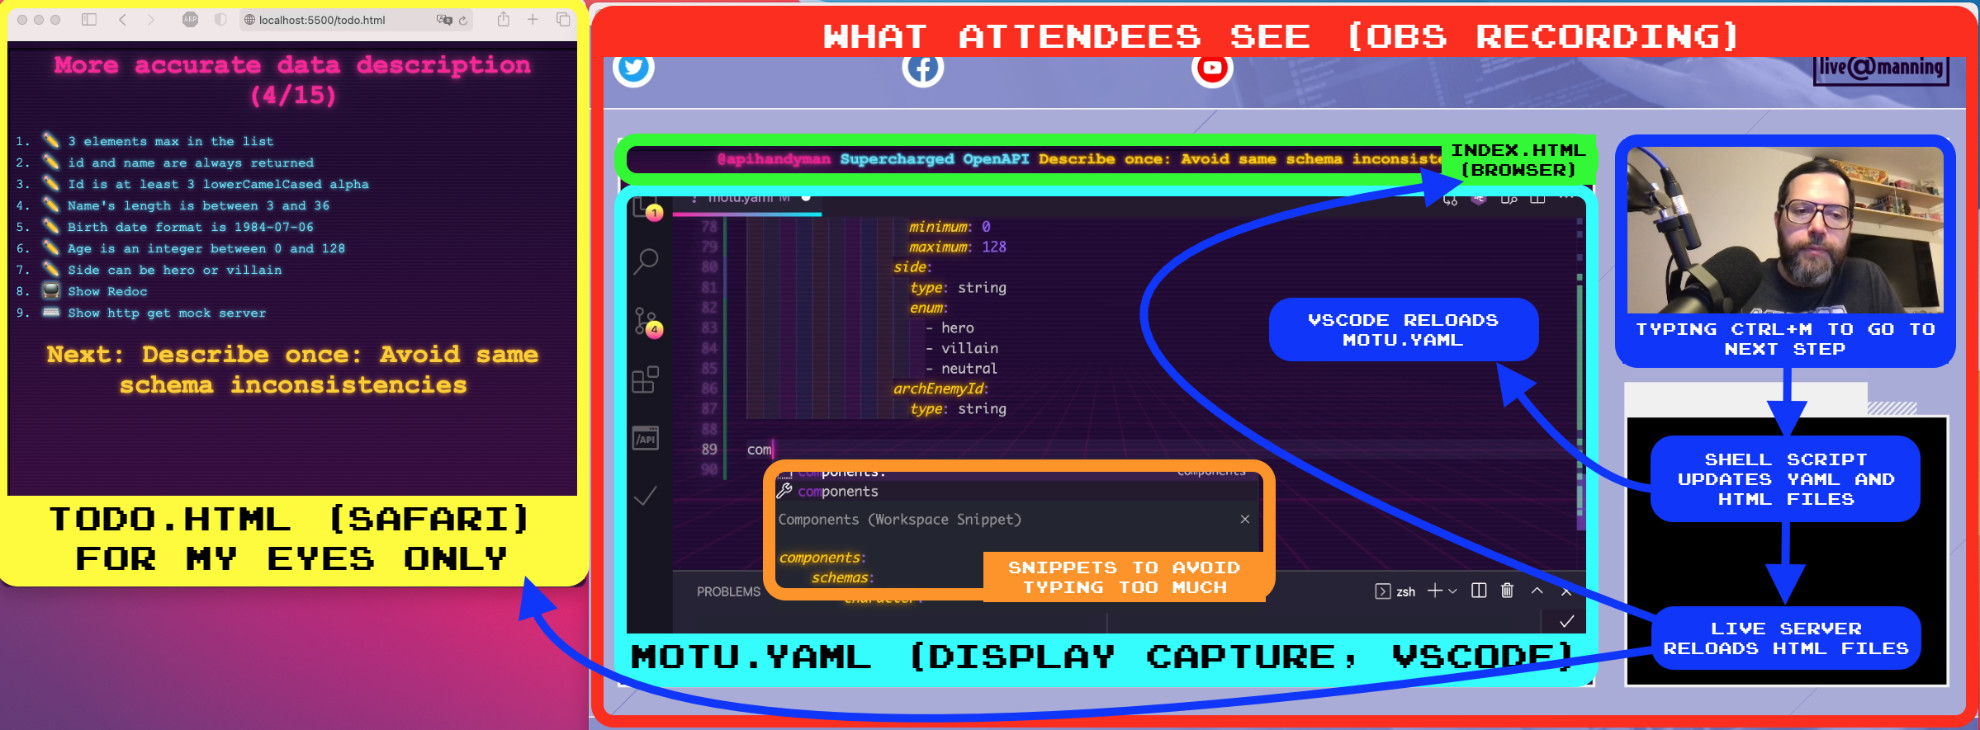 localhost:5500/todo.html
More accurate data description
(4/15)
1. ✏️ 3 elements max in the list
2. ✏️ id and name are always returned
3. ✏️ Id is at least 3 lowerCamelCased alpha
4. ✏️ Name's length is between 3 and 36
5. ✏️ Birth date format is 1984-07-06
6. ✏️ Age is an integer between 0 and 128
7. ✏️ Side can be hero or villain
8. Show Redoc
9. Show http get mock server
Next: Describe once: Avoid same
schema inconsistencies
TODO.HTML (SAFARI)
FOR MY EYES ONLY
WHAT ATTENDEES SEE (OBS RECORDING)
live@manning
@apihandyman Supercharged OpenAPI Describe once: Avoid same schema inconsiste
INDEX.HTML
(BROWSER)
! motu.yaml M ●
1
4
/API
78 minimum: 0
79 maximum: 128
80 side:
81 type: string
82 enum:
83 - hero
84 - villain
85 - neutral
86 archEnemyId:
87 type: string
88
89 com
90
components: components
components
Components (Workspace Snippet)
components:
schemas:
character:
SNIPPETS TO AVOID
TYPING TOO MUCH
PROBLEMS
zsh
MOTU.YAML (DISPLAY CAPTURE, VSCODE)
VSCODE RELOADS
MOTU.YAML
TYPING CTRL+M TO GO TO
NEXT STEP
SHELL SCRIPT
UPDATES YAML AND
HTML FILES
LIVE SERVER
RELOADS HTML FILES